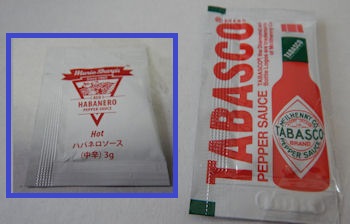 Marie Sharp's
HABANERO
PEPPER SAUCE
Hot
ハバネロソース
(中辛) 3g
TABASCO®
PEPPER SAUCE
TABASCO
McILHENNY CO.
TABASCO
BRAND
PEPPER SAUCE